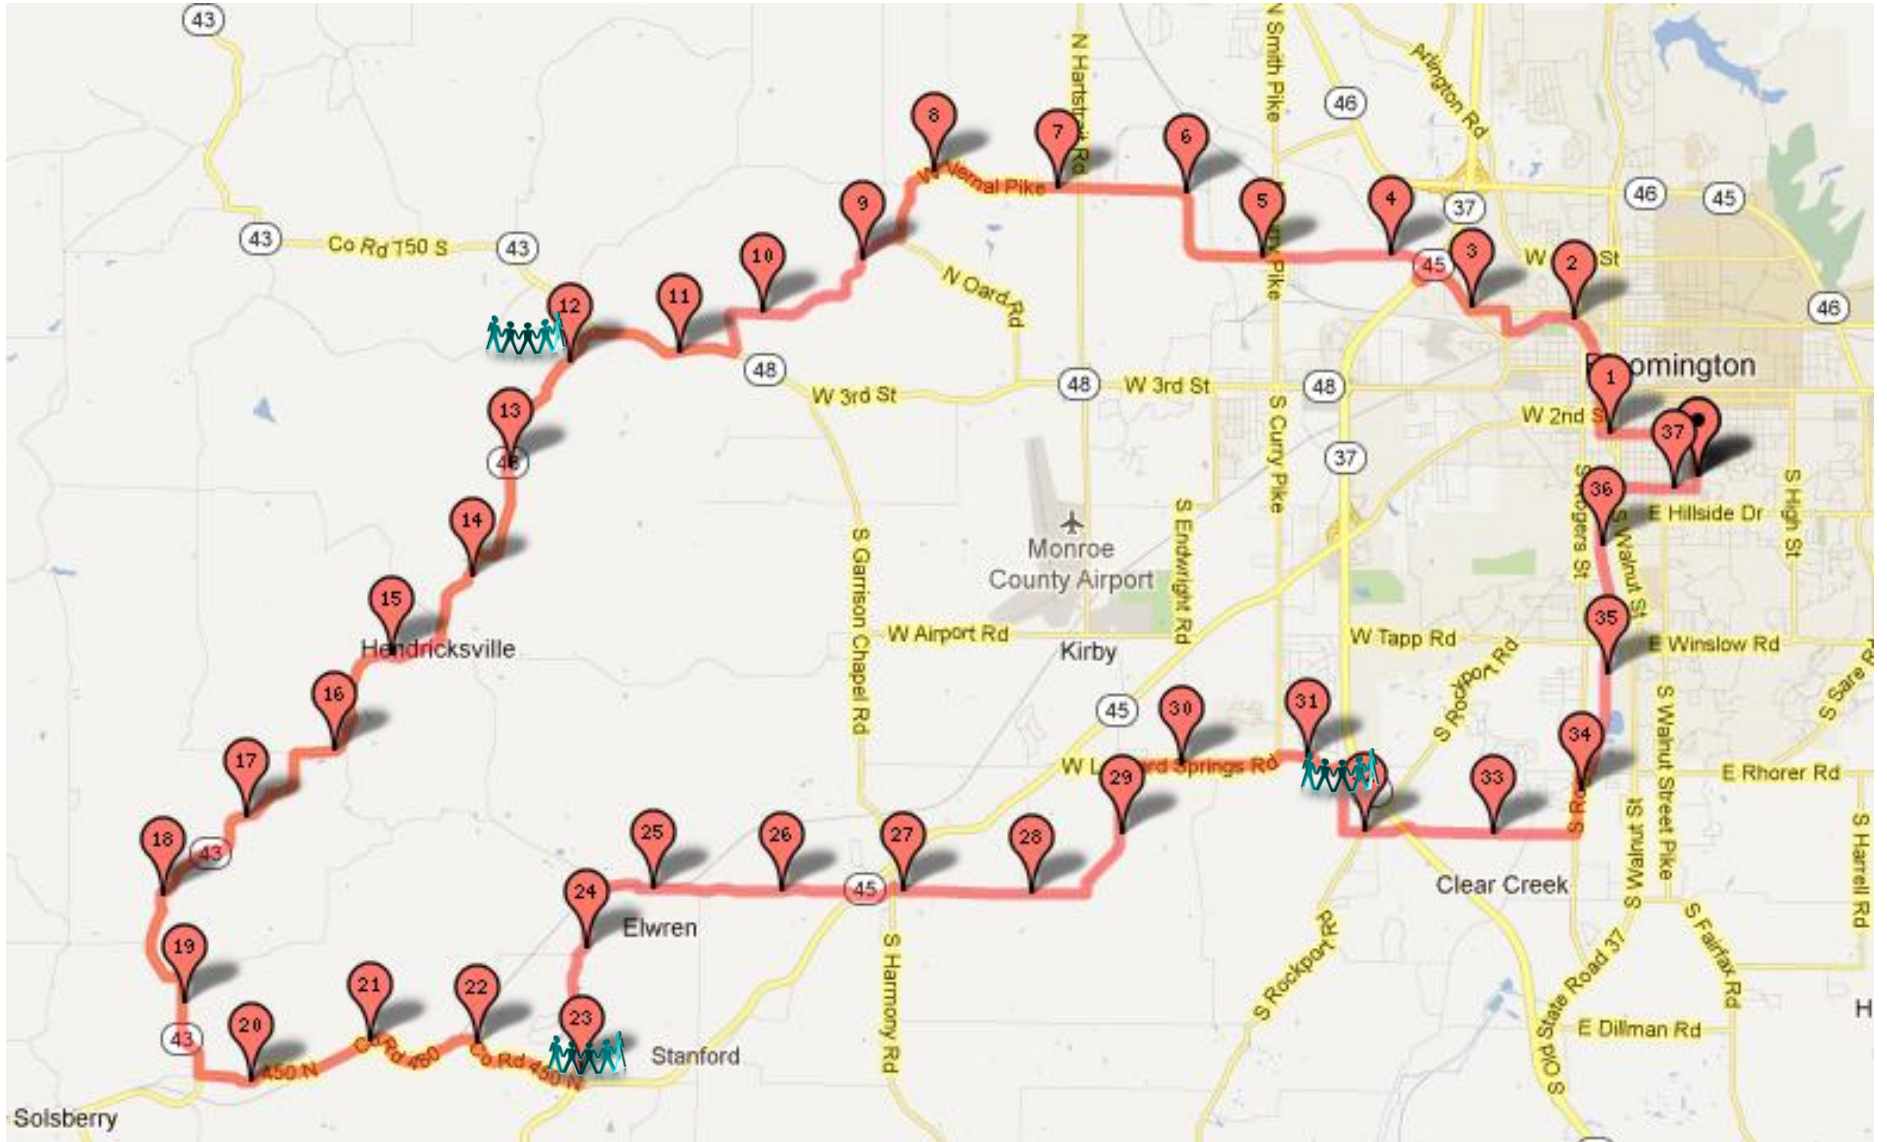 43
N Hartstrait Rd
N Smith Pike
46
Arlington Rd
8
7
6
W Vernal Pike
5
4
46
45
37
9
43
Co Rd 750 S
43
10
3
2
W
St
45
N Oard Rd
46
12
11
48
W 3rd St
48
W 3rd St
48
1
13
W 2nd S
37
S Curry Pike
37
14
36
E Hillside Dr
S High St
S Rogers St
S Walnut St
Monroe
County Airport
S Endwright Rd
S Garrison Chapel Rd
15
Hendricksville
W Airport Rd
Kirby
W Tapp Rd
35
E Winslow Rd
S Rockport Rd
16
45
30
31
34
17
29
33
E Rhorer Rd
S Walnut Street Pike
S Walnut St
S Harrell Rd
18
43
25
26
27
28
24
45
Clear Creek
Elwren
19
S Harmony Rd
S Rockport Rd
S Fairfax Rd
S Old State Road 37
20
21
22
23
43
450 N
Co Rd 450 N
Stanford
E Dillman Rd
H
Solsberry